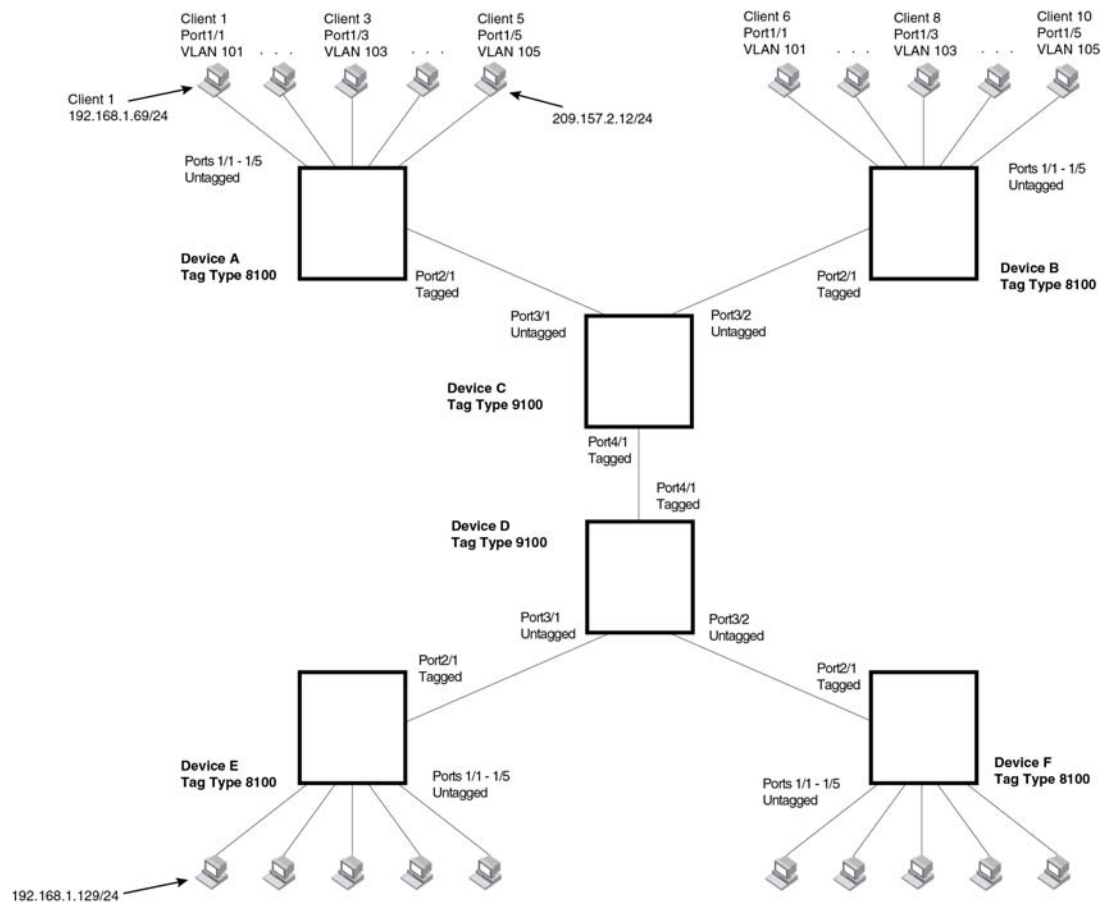 Client 1
Port1/1
VLAN 101
. . .
Client 3
Port1/3
VLAN 103
. . .
Client 5
Port1/5
VLAN 105
Client 6
Port1/1
VLAN 101
. . .
Client 8
Port1/3
VLAN 103
. . .
Client 10
Port1/5
VLAN 105
Client 1
192.168.1.69/24
209.157.2.12/24
Ports 1/1 - 1/5
Untagged
Ports 1/1 - 1/5
Untagged
Device A
Tag Type 8100
Port2/1
Tagged
Port2/1
Tagged
Device B
Tag Type 8100
Port3/1
Untagged
Port3/2
Untagged
Device C
Tag Type 9100
Port4/1
Tagged
Port4/1
Tagged
Device D
Tag Type 9100
Port3/1
Untagged
Port3/2
Untagged
Port2/1
Tagged
Port2/1
Tagged
Device E
Tag Type 8100
Ports 1/1 - 1/5
Untagged
Ports 1/1 - 1/5
Untagged
Device F
Tag Type 8100
192.168.1.129/24